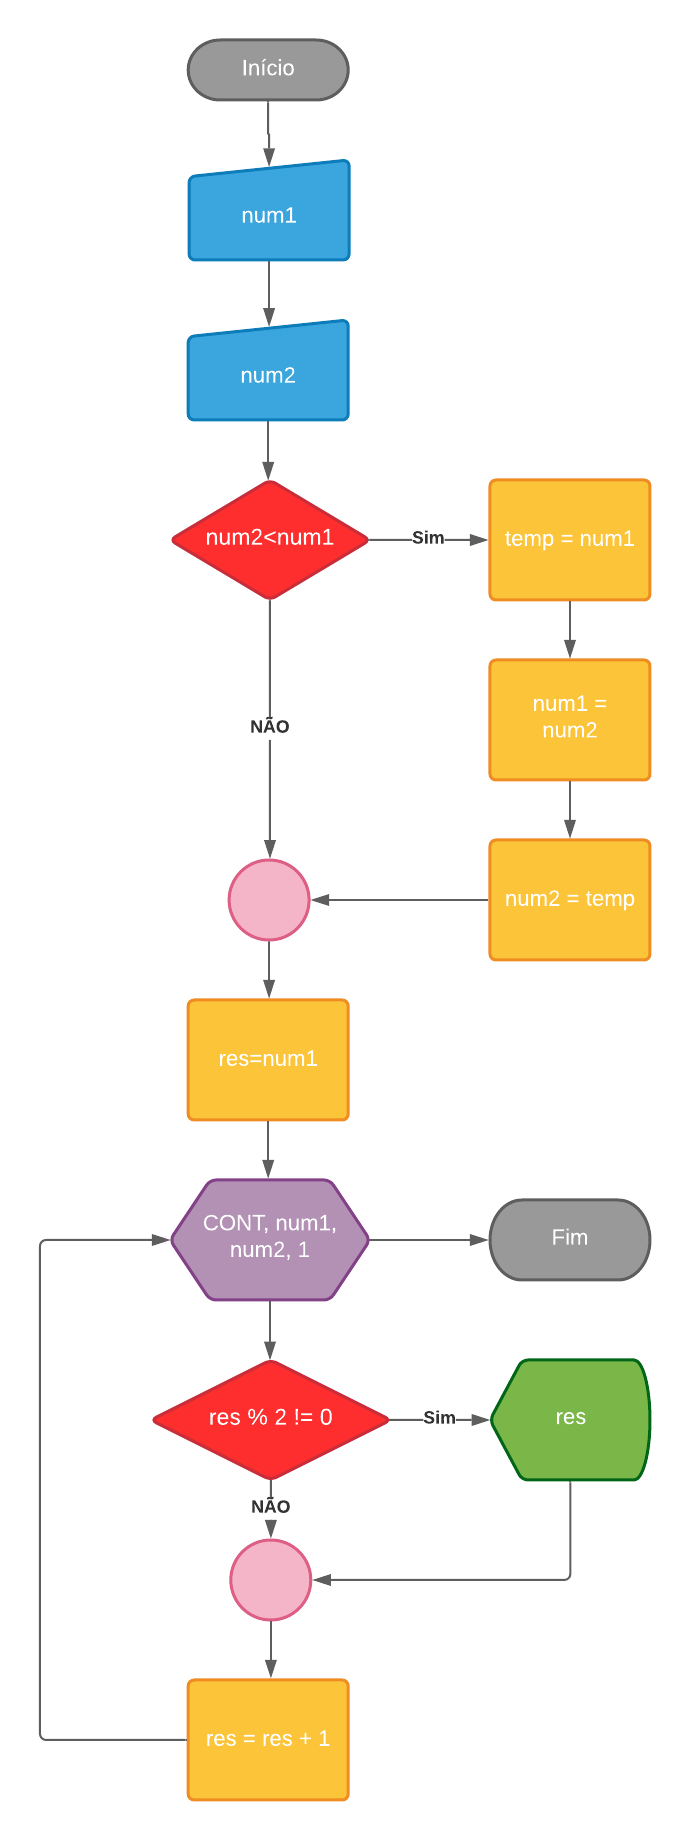 Início
num1
num2
num2<num1
Sim
temp = num1
num1 =
num2
NÃO
num2 = temp
res=num1
CONT, num1,
num2, 1
Fim
res % 2 != 0
Sim
res
NÃO
res = res + 1